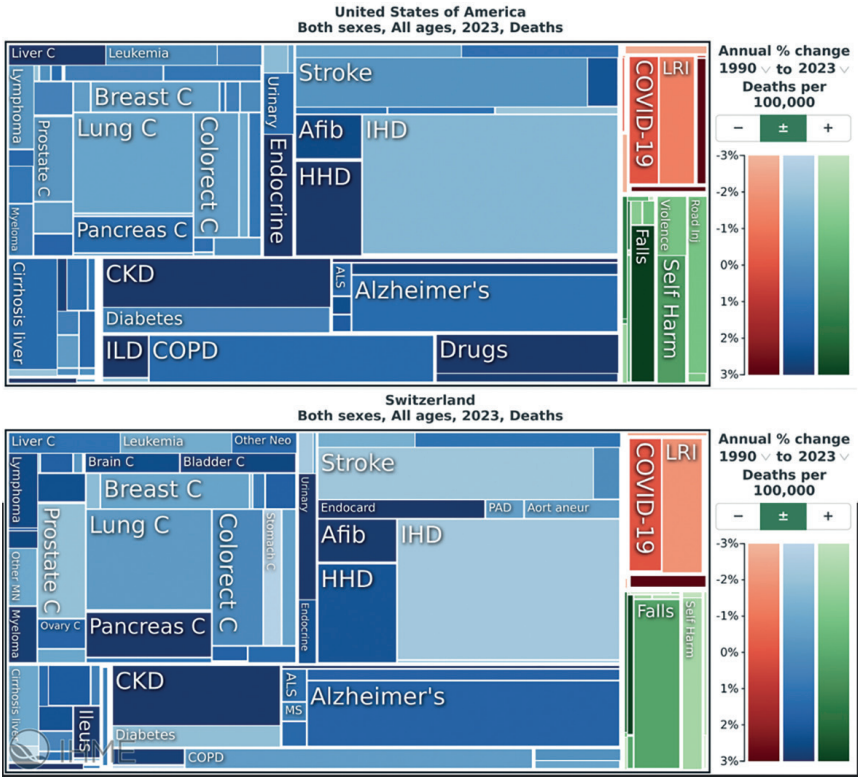 United States of America
Both sexes, All ages, 2023, Deaths
Liver C
Leukemia
Lymphoma
Breast C
Prostate C
Lung C
Colorect C
Myeloma
Pancreas C
Urinary
Endocrine
Stroke
Afib
IHD
HHD
COVID-19
LRI
Cirrhosis liver
CKD
Diabetes
ALS
Alzheimer's
ILD
COPD
Drugs
Falls
Violence
Self Harm
Road Inj
Annual % change
1990 to 2023
Deaths per
100,000
− ± +
-3%
-2%
-1%
0%
1%
2%
3%
Switzerland
Both sexes, All ages, 2023, Deaths
Liver C
Leukemia
Other Neo
Lymphoma
Brain C
Bladder C
Breast C
Prostate C
Lung C
Colorect C
Stomach C
Other MN
Myeloma
Ovary C
Pancreas C
Urinary
Endocrine
Stroke
Endocard
PAD
Aort aneur
Afib
IHD
HHD
COVID-19
LRI
Cirrhosis liver
Ileus
CKD
Diabetes
COPD
ALS
MS
Alzheimer's
Falls
Self Harm
IHME
Annual % change
1990 to 2023
Deaths per
100,000
− ± +
-3%
-2%
-1%
0%
1%
2%
3%